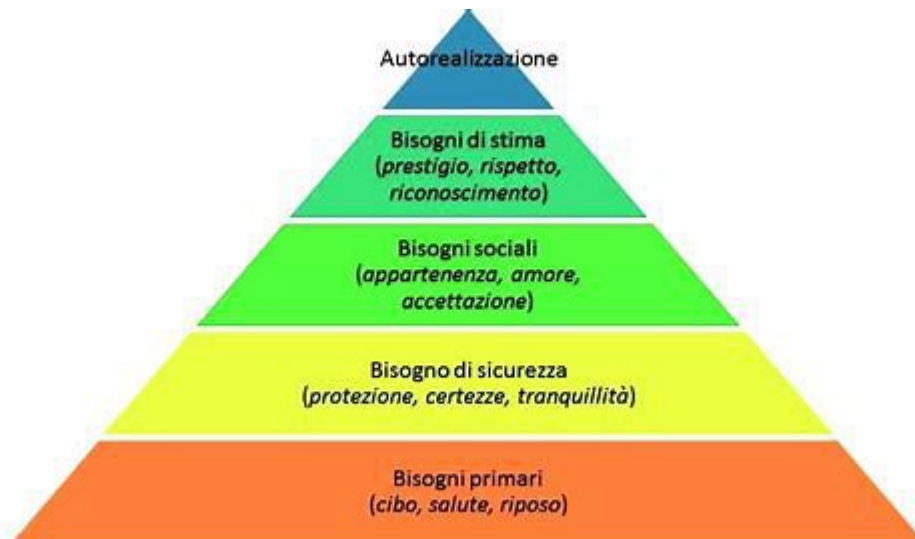 Autorealizzazione
Bisogni di stima
(prestigio, rispetto,
riconoscimento)
Bisogni sociali
(appartenenza, amore,
accettazione)
Bisogno di sicurezza
(protezione, certezze, tranquillità)
Bisogni primari
(cibo, salute, riposo)